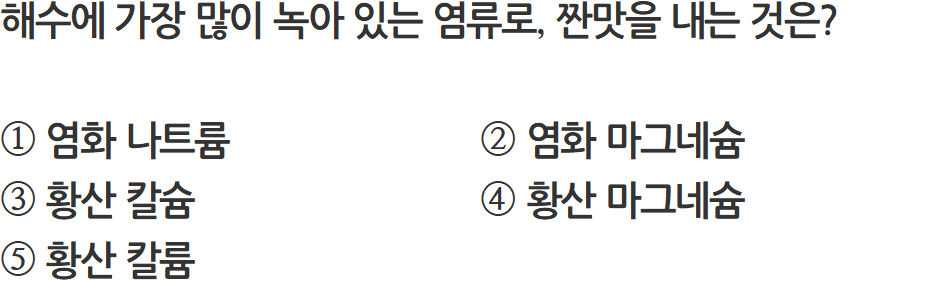 해수에 가장 많이 녹아 있는 염류로, 짠맛을 내는 것은?
① 염화 나트륨 ② 염화 마그네슘
③ 황산 칼슘 ④ 황산 마그네슘
⑤ 황산 칼륨